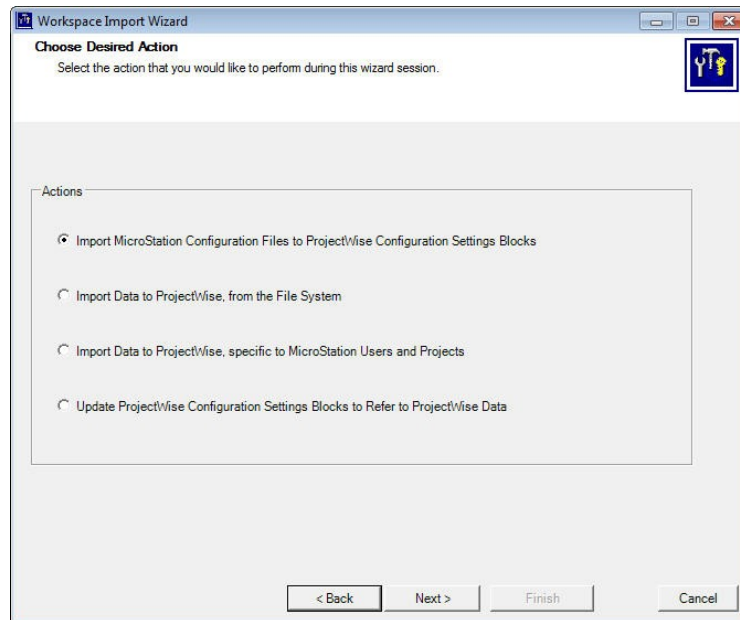 Workspace Import Wizard
Choose Desired Action
Select the action that you would like to perform during this wizard session.
Actions
Import MicroStation Configuration Files to ProjectWise Configuration Settings Blocks
Import Data to ProjectWise, from the File System
Import Data to ProjectWise, specific to MicroStation Users and Projects
Update ProjectWise Configuration Settings Blocks to Refer to ProjectWise Data
< Back Next > Finish Cancel